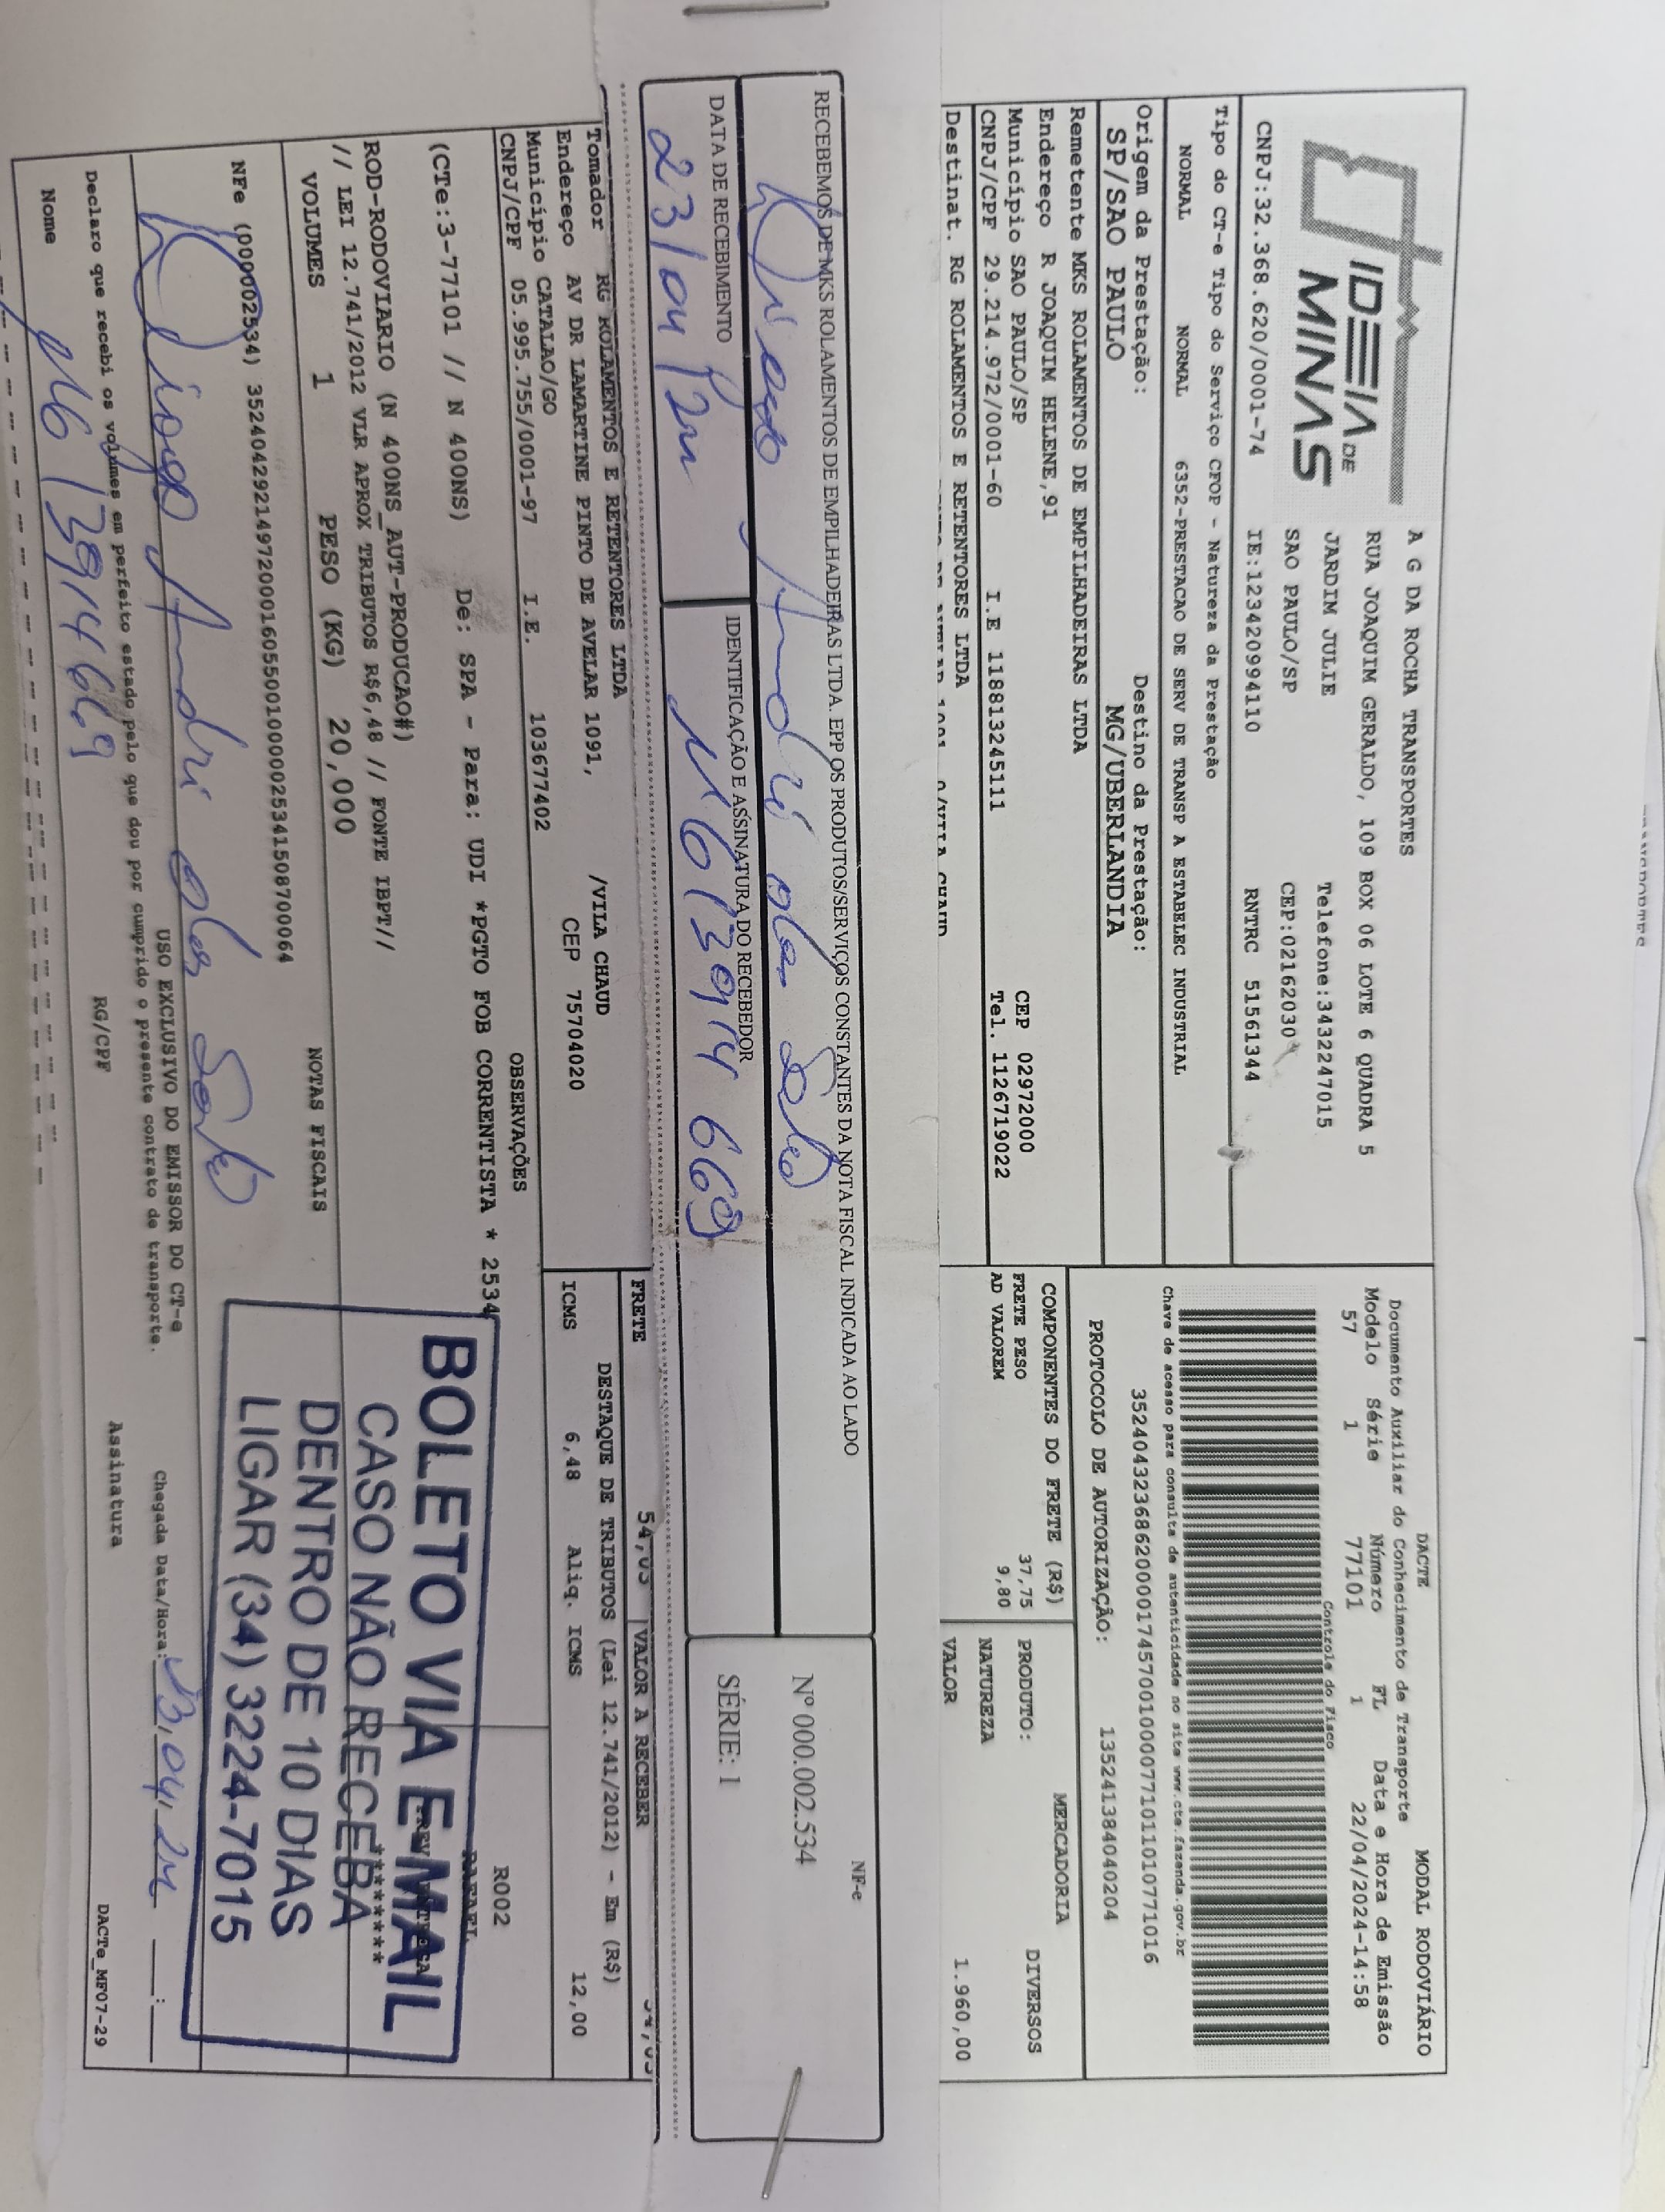 IDEIA DE MINAS
A G DA ROCHA TRANSPORTES
RUA JOAQUIM GERALDO, 109 BOX 06 LOTE 6 QUADRA 5
JARDIM JULIE Telefone:3432247015
SAO PAULO/SP CEP:02162030
CNPJ:32.368.620/0001-74 IE:123420994110 RNTRC 51561344
DACTE MODAL RODOVIÁRIO
Documento Auxiliar do Conhecimento de Transporte
Modelo Série Número FL Data e Hora de Emissão
57 1 77101 1 22/04/2024-14:58
Controle do Fisco
Chave de acesso para consulta de autenticidade no site www.cte.fazenda.gov.br
35240432368620000174570010000771011010771016
PROTOCOLO DE AUTORIZAÇÃO: 135241384040204
Tipo do CT-e Tipo do Serviço CFOP - Natureza da Prestação
NORMAL NORMAL 6352-PRESTACAO DE SERV DE TRANSP A ESTABELEC INDUSTRIAL
Origem da Prestação: Destino da Prestação:
SP/SAO PAULO MG/UBERLANDIA
Remetente MKS ROLAMENTOS DE EMPILHADEIRAS LTDA
Endereço R JOAQUIM HELENE,91
Município SAO PAULO/SP CEP 02972000
CNPJ/CPF 29.214.972/0001-60 I.E 118813245111 Tel. 1126719022
Destinat. RG ROLAMENTOS E RETENTORES LTDA
COMPONENTES DO FRETE (R$)
FRETE PESO 37,75
AD VALOREM 9,80
MERCADORIA
PRODUTO: DIVERSOS
NATUREZA
VALOR 1.960,00
RECEBEMOS DE MKS ROLAMENTOS DE EMPILHADEIRAS LTDA. EPP OS PRODUTOS/SERVIÇOS CONSTANTES DA NOTA FISCAL INDICADA AO LADO
DATA DE RECEBIMENTO
23/04/24
IDENTIFICAÇÃO E ASSINATURA DO RECEBEDOR
NF-e
Nº 000.002.534
SÉRIE: 1
Tomador RG ROLAMENTOS E RETENTORES LTDA
Endereço AV DR LAMARTINE PINTO DE AVELAR 1091, /VILA CHAUD
Município CATALAO/GO CEP 75704020
CNPJ/CPF 05.995.755/0001-97 I.E. 103677402
FRETE VALOR A RECEBER
DESTAQUE DE TRIBUTOS (Lei 12.741/2012) - Em (R$)
ICMS 6,48 Aliq. ICMS 12,00
OBSERVAÇÕES
(CTe:3-77101 // N 400NS) De: SPA - Para: UDI *PGTO FOB CORRENTISTA * 2534
ROD-RODOVIARIO (N 400NS_AUT-PRODUCAO#)
// LEI 12.741/2012 VLR APROX TRIBUTOS R$6,48 // FONTE IBPT//
R002
RAFAEL
VOLUMES 1 PESO (KG) 20,000 NOTAS FISCAIS
NFe (000002534) 35240429214972000160550010000025341508700064
BOLETO VIA E-MAIL
CASO NÃO RECEBA
DENTRO DE 10 DIAS
LIGAR (34) 3224-7015
USO EXCLUSIVO DO EMISSOR DO CT-e
Declaro que recebi os volumes em perfeito estado pelo que dou por cumprido o presente contrato de transporte.
Chegada Data/Hora:
Nome RG/CPF Assinatura
DACTe_MF07-29